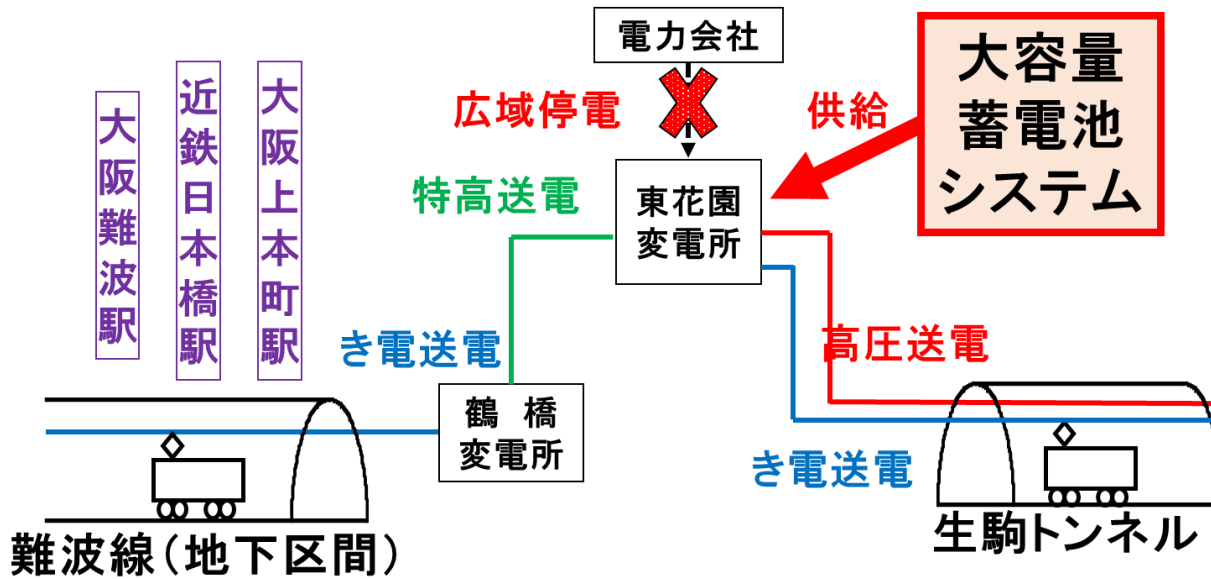 電力会社
広域停電
供給
大容量
蓄電池
システム
大阪難波駅
近鉄日本橋駅
大阪上本町駅
特高送電
東花園
変電所
き電送電
高圧送電
鶴橋
変電所
き電送電
難波線(地下区間)
生駒トンネル